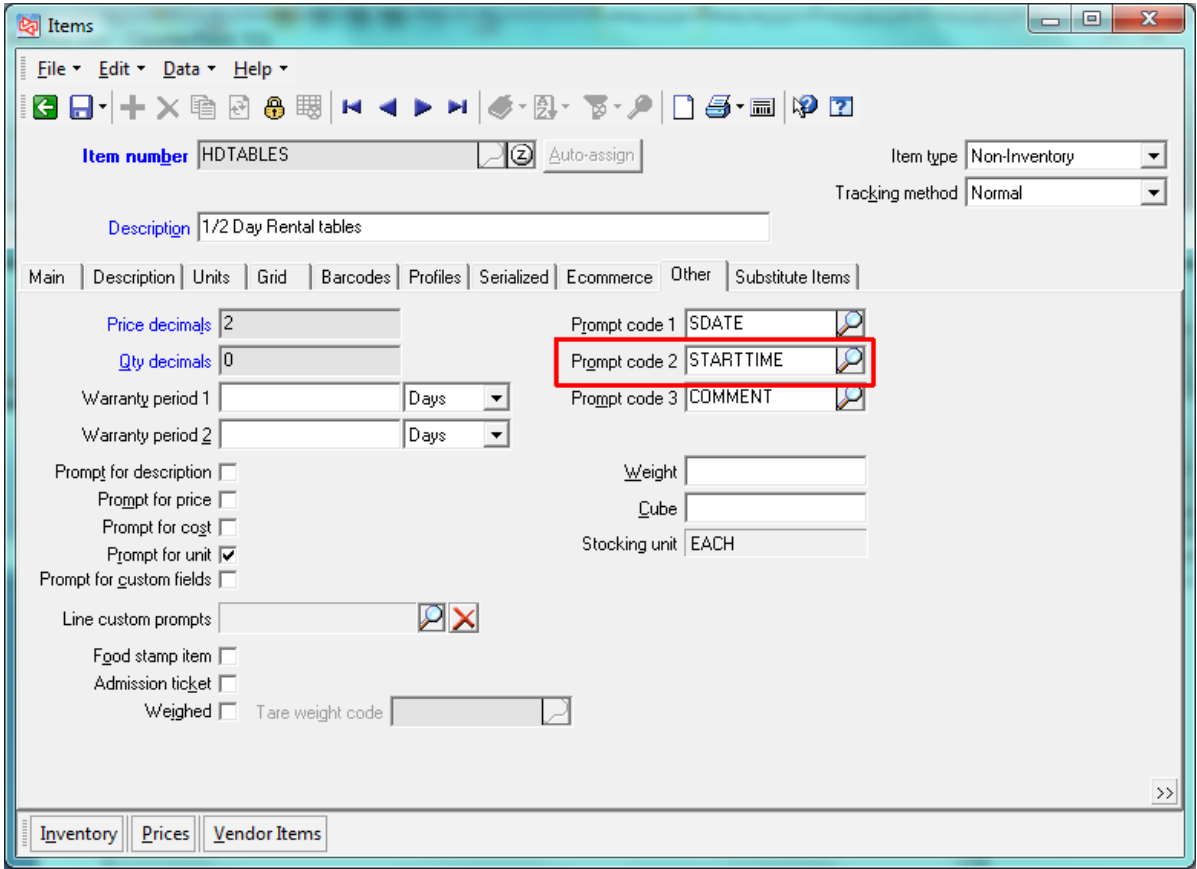 Items
File Edit Data Help
Item number HDTABLES Auto-assign Item type Non-Inventory
Tracking method Normal
Description 1/2 Day Rental tables
Main Description Units Grid Barcodes Profiles Serialized Ecommerce Other Substitute Items
Price decimals 2 Prompt code 1 SDATE
Qty decimals 0 Prompt code 2 STARTTIME
Warranty period 1 Days Prompt code 3 COMMENT
Warranty period 2 Days
Prompt for description Weight
Prompt for price Cube
Prompt for cost
Prompt for unit Stocking unit EACH
Prompt for custom fields
Line custom prompts
Food stamp item
Admission ticket
Weighed Tare weight code
>>
Inventory Prices Vendor Items